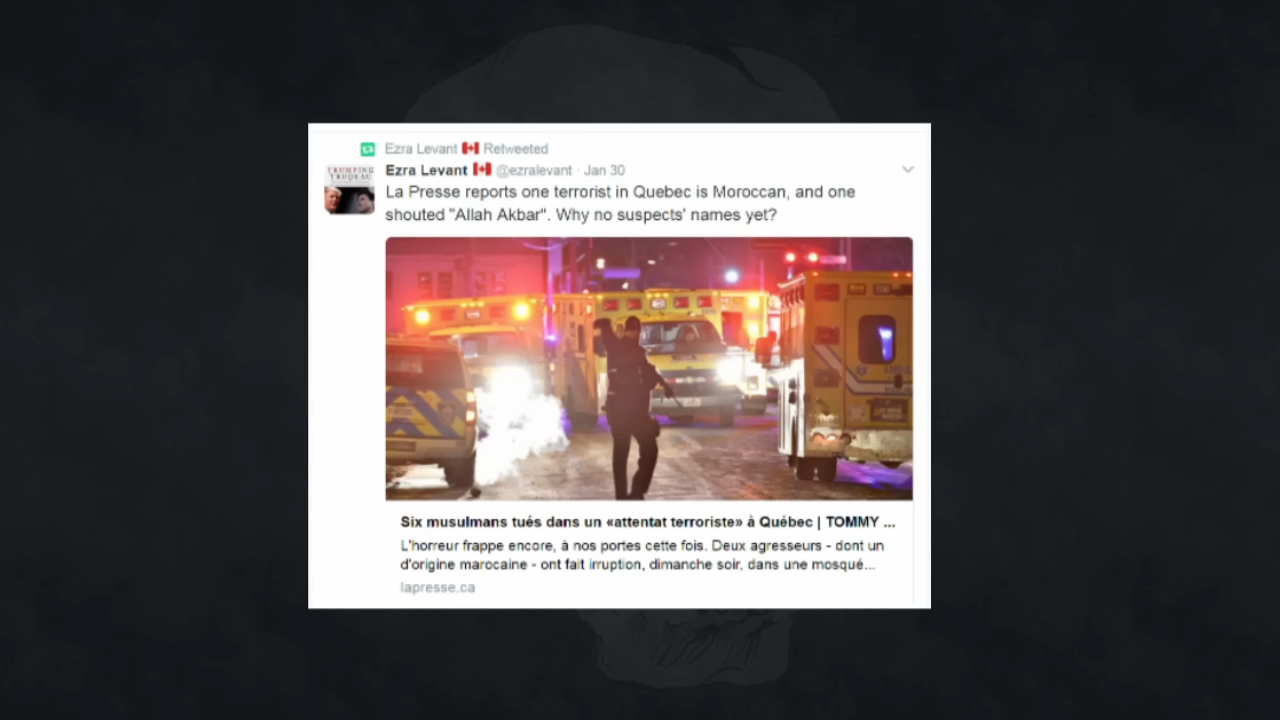 Ezra Levant Retweeted
Ezra Levant @ezralevant · Jan 30
La Presse reports one terrorist in Quebec is Moroccan, and one
shouted "Allah Akbar". Why no suspects' names yet?
TRUMPING
TRUDEAU
Six musulmans tués dans un «attentat terroriste» à Québec | TOMMY ...
L'horreur frappe encore, à nos portes cette fois. Deux agresseurs - dont un
d'origine marocaine - ont fait irruption, dimanche soir, dans une mosqué...
lapresse.ca